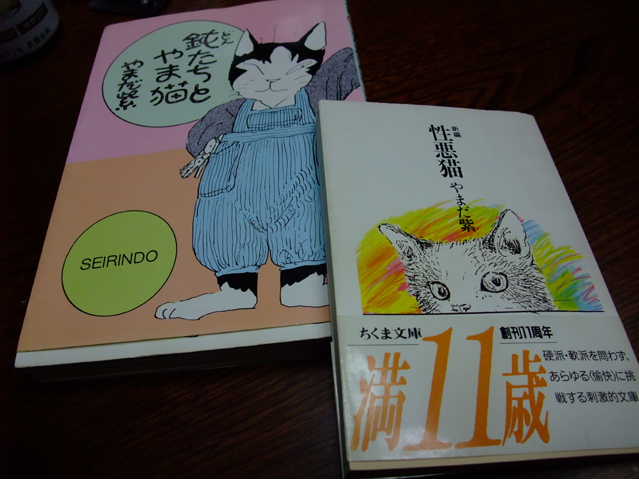 どん
鈍たちと
やま猫
やまだ紫
SEIRINDO
新編
性悪猫
やまだ紫
ちくま文庫
創刊11周年
満11歳
硬派・軟派を問わず、
あらゆる〈愉快〉に挑
戦する刺激的文庫